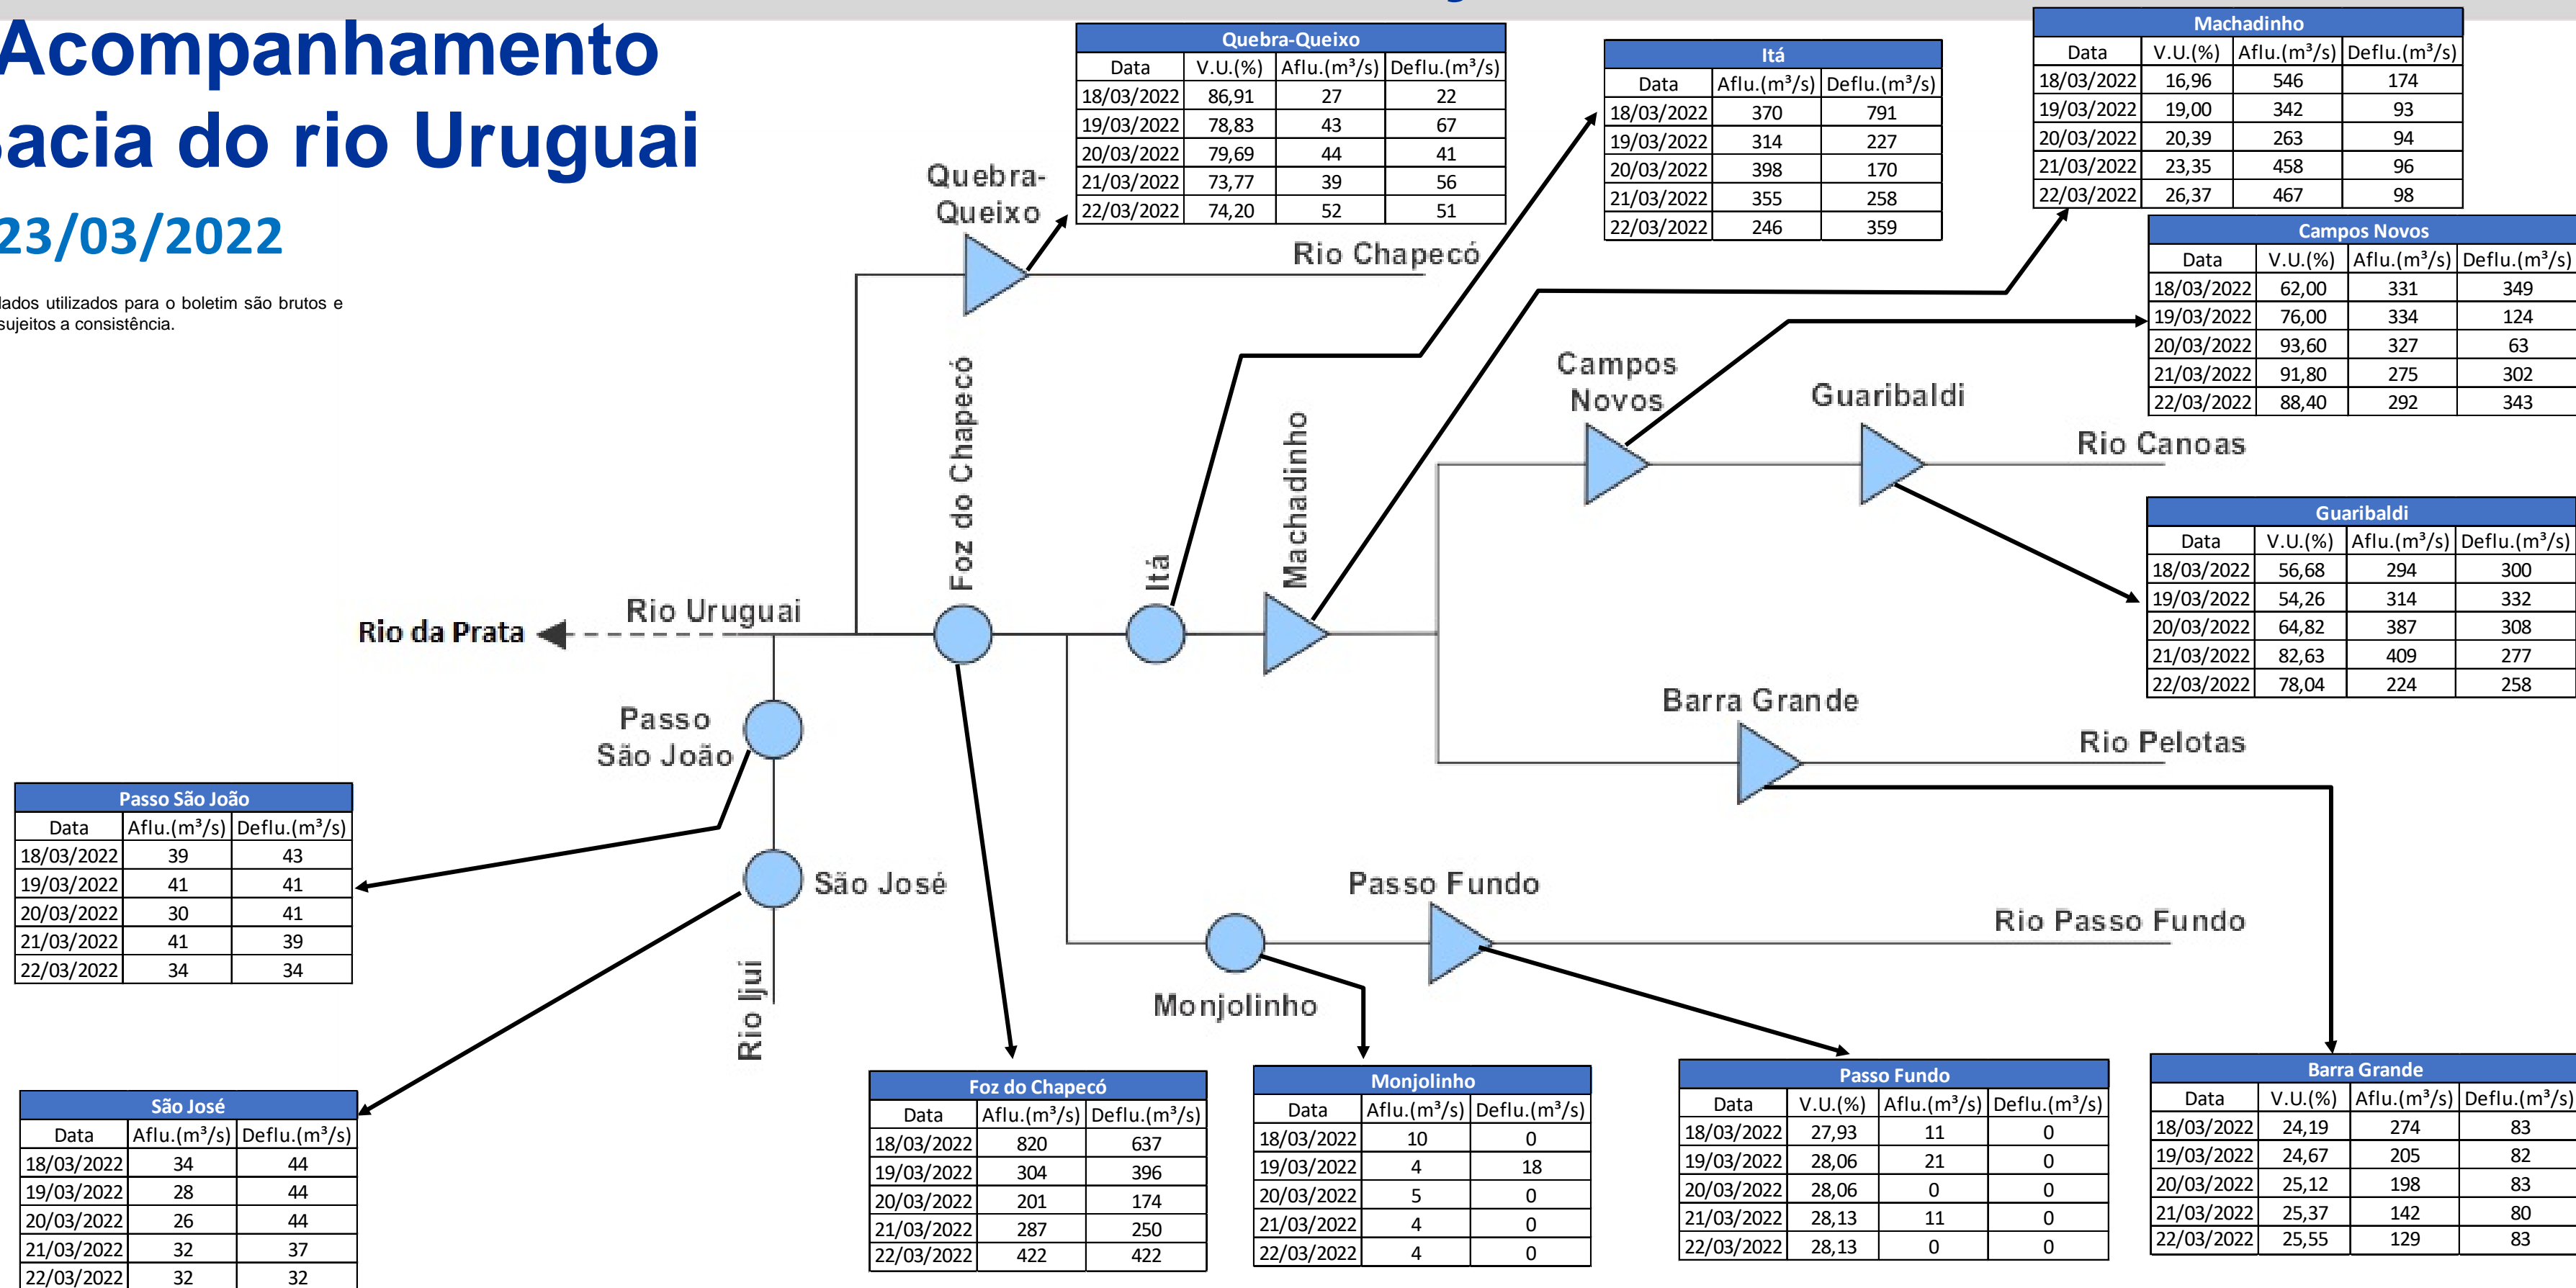 Acompanhamento
acia do rio Uruguai
23/03/2022
dados utilizados para o boletim são brutos e
sujeitos a consistência.
Quebra-Queixo
Data V.U.(%) Aflu.(m³/s) Deflu.(m³/s)
18/03/2022 86,91 27 22
19/03/2022 78,83 43 67
20/03/2022 79,69 44 41
21/03/2022 73,77 39 56
22/03/2022 74,20 52 51
Itá
Data Aflu.(m³/s) Deflu.(m³/s)
18/03/2022 370 791
19/03/2022 314 227
20/03/2022 398 170
21/03/2022 355 258
22/03/2022 246 359
Machadinho
Data V.U.(%) Aflu.(m³/s) Deflu.(m³/s)
18/03/2022 16,96 546 174
19/03/2022 19,00 342 93
20/03/2022 20,39 263 94
21/03/2022 23,35 458 96
22/03/2022 26,37 467 98
Campos Novos
Data V.U.(%) Aflu.(m³/s) Deflu.(m³/s)
18/03/2022 62,00 331 349
19/03/2022 76,00 334 124
20/03/2022 93,60 327 63
21/03/2022 91,80 275 302
22/03/2022 88,40 292 343
Quebra-
Queixo
Rio Chapecó
Foz do Chapecó
Itá
Machadinho
Campos
Novos
Guaribaldi
Rio Canoas
Guaribaldi
Data V.U.(%) Aflu.(m³/s) Deflu.(m³/s)
18/03/2022 56,68 294 300
19/03/2022 54,26 314 332
20/03/2022 64,82 387 308
21/03/2022 82,63 409 277
22/03/2022 78,04 224 258
Rio da Prata
Rio Uruguai
Passo
São João
Barra Grande
Rio Pelotas
Passo São João
Data Aflu.(m³/s) Deflu.(m³/s)
18/03/2022 39 43
19/03/2022 41 41
20/03/2022 30 41
21/03/2022 41 39
22/03/2022 34 34
São José
Rio Ijuí
Passo Fundo
Rio Passo Fundo
Monjolinho
São José
Data Aflu.(m³/s) Deflu.(m³/s)
18/03/2022 34 44
19/03/2022 28 44
20/03/2022 26 44
21/03/2022 32 37
22/03/2022 32 32
Foz do Chapecó
Data Aflu.(m³/s) Deflu.(m³/s)
18/03/2022 820 637
19/03/2022 304 396
20/03/2022 201 174
21/03/2022 287 250
22/03/2022 422 422
Monjolinho
Data Aflu.(m³/s) Deflu.(m³/s)
18/03/2022 10 0
19/03/2022 4 18
20/03/2022 5 0
21/03/2022 4 0
22/03/2022 4 0
Passo Fundo
Data V.U.(%) Aflu.(m³/s) Deflu.(m³/s)
18/03/2022 27,93 11 0
19/03/2022 28,06 21 0
20/03/2022 28,06 0 0
21/03/2022 28,13 11 0
22/03/2022 28,13 0 0
Barra Grande
Data V.U.(%) Aflu.(m³/s) Deflu.(m³/s)
18/03/2022 24,19 274 83
19/03/2022 24,67 205 82
20/03/2022 25,12 198 83
21/03/2022 25,37 142 80
22/03/2022 25,55 129 83